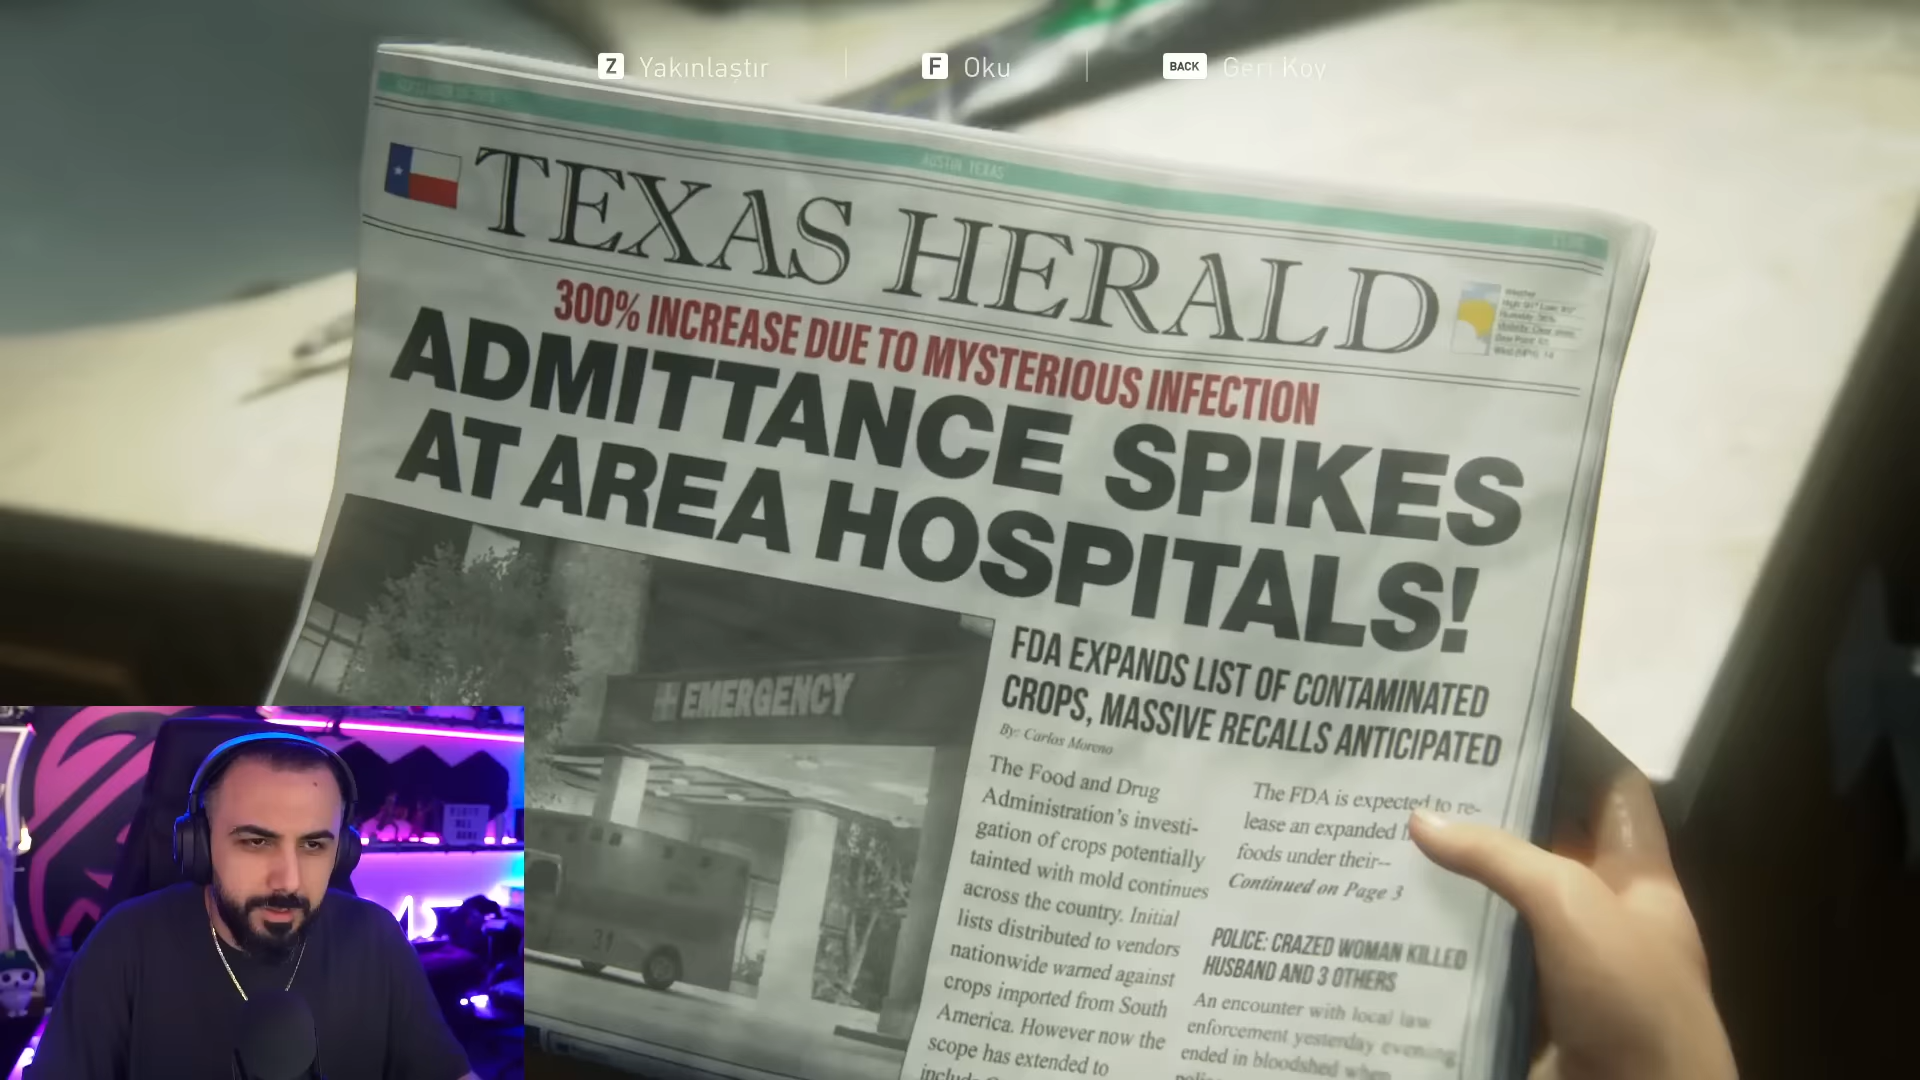 Z Yakınlaştır
F Oku
BACK Geri Koy
AUSTIN, TEXAS
TEXAS HERALD
300% INCREASE DUE TO MYSTERIOUS INFECTION
ADMITTANCE SPIKES
AT AREA HOSPITALS!
EMERGENCY
31
FDA EXPANDS LIST OF CONTAMINATED
CROPS, MASSIVE RECALLS ANTICIPATED
By: Carlos Moreno
The Food and Drug
Administration's investi-
gation of crops potentially
tainted with mold continues
across the country. Initial
lists distributed to vendors
nationwide warned against
crops imported from South
America. However now the
scope has extended to
The FDA is expected to re-
lease an expanded
foods under their--
Continued on Page 3
POLICE: CRAZED WOMAN KILLED
HUSBAND AND 3 OTHERS
An encounter with local law
enforcement yesterday evening
ended in bloodshed when